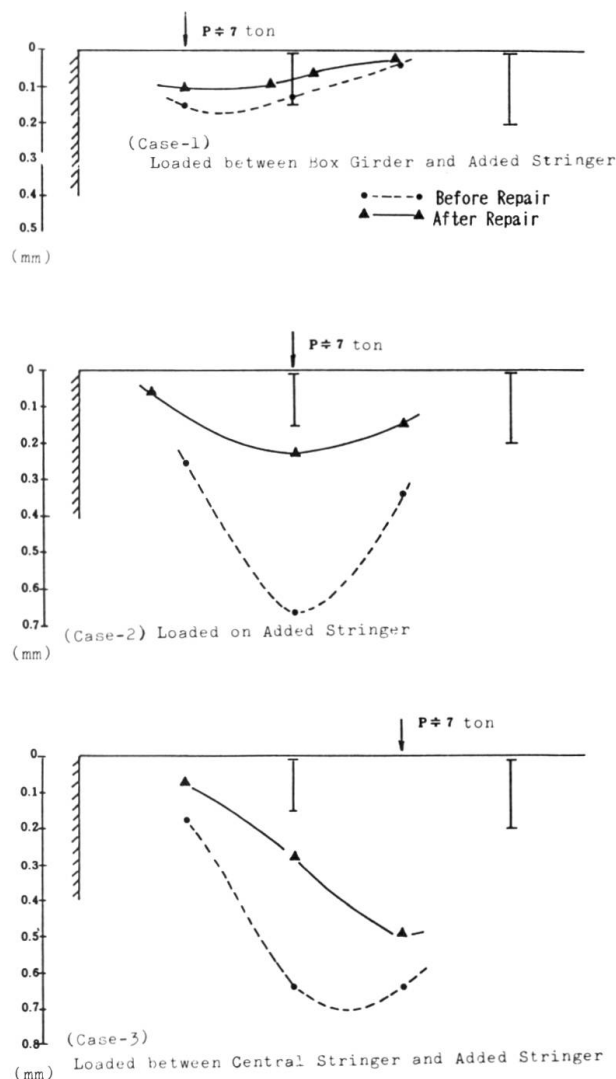 P≑7 ton
0
0.1
0.2
0.3
0.4
0.5
(mm)
(Case-1)
Loaded between Box Girder and Added Stringer
Before Repair
After Repair
P≑7 ton
0
0.1
0.2
0.3
0.4
0.5
0.6
0.7
(mm)
(Case-2) Loaded on Added Stringer
P≑7 ton
0
0.1
0.2
0.3
0.4
0.5
0.6
0.7
0.8
(mm)
(Case-3)
Loaded between Central Stringer and Added Stringer